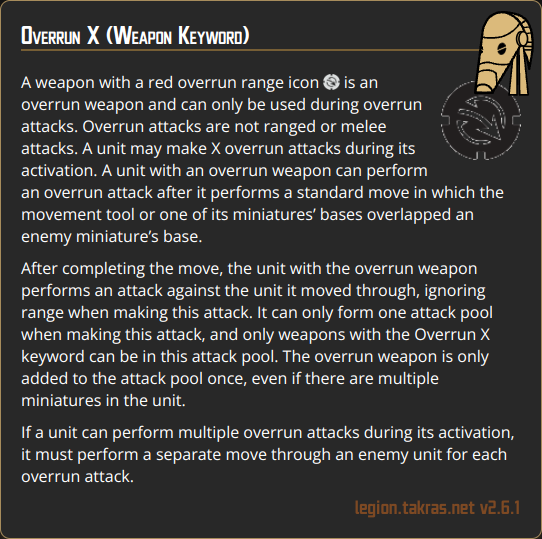 Overrun X (Weapon Keyword)
A weapon with a red overrun range icon is an
overrun weapon and can only be used during overrun
attacks. Overrun attacks are not ranged or melee
attacks. A unit may make X overrun attacks during its
activation. A unit with an overrun weapon can perform
an overrun attack after it performs a standard move in which the
movement tool or one of its miniatures’ bases overlapped an
enemy miniature’s base.
After completing the move, the unit with the overrun weapon
performs an attack against the unit it moved through, ignoring
range when making this attack. It can only form one attack pool
when making this attack, and only weapons with the Overrun X
keyword can be in this attack pool. The overrun weapon is only
added to the attack pool once, even if there are multiple
miniatures in the unit.
If a unit can perform multiple overrun attacks during its activation,
it must perform a separate move through an enemy unit for each
overrun attack.
legion.takras.net v2.6.1